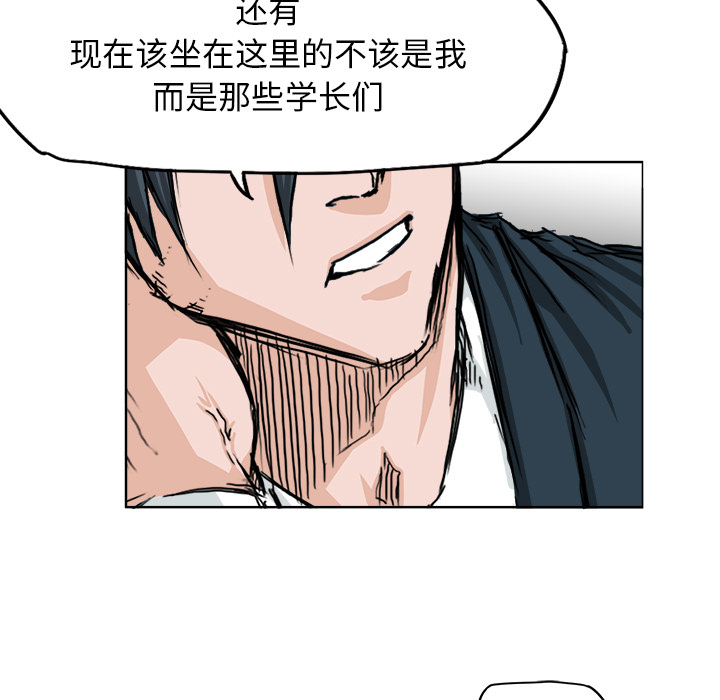 还有
现在该坐在这里的不该是我
而是那些学长们